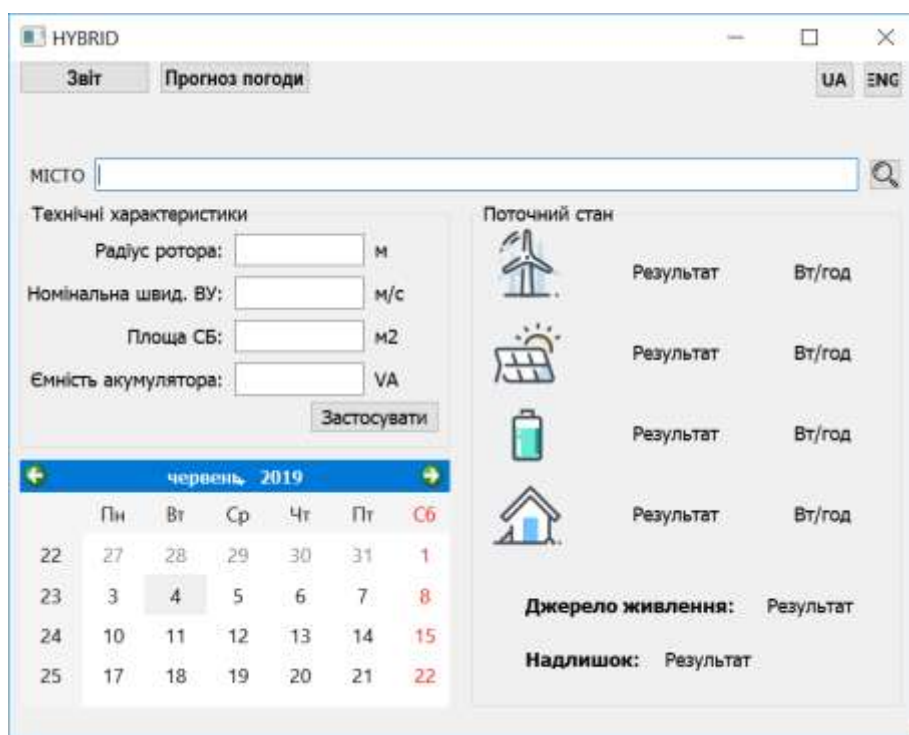 HYBRID
Звіт Прогноз погоди UA ENG
МІСТО
Технічні характеристики
Радіус ротора: м
Номінальна швид. ВУ: м/с
Площа СБ: м2
Ємність акумулятора: VA
Застосувати
червень, 2019
Пн Вт Ср Чт Пт Сб
22 27 28 29 30 31 1
23 3 4 5 6 7 8
24 10 11 12 13 14 15
25 17 18 19 20 21 22
Поточний стан
Результат Вт/год
Результат Вт/год
Результат Вт/год
Результат Вт/год
Джерело живлення: Результат
Надлишок: Результат